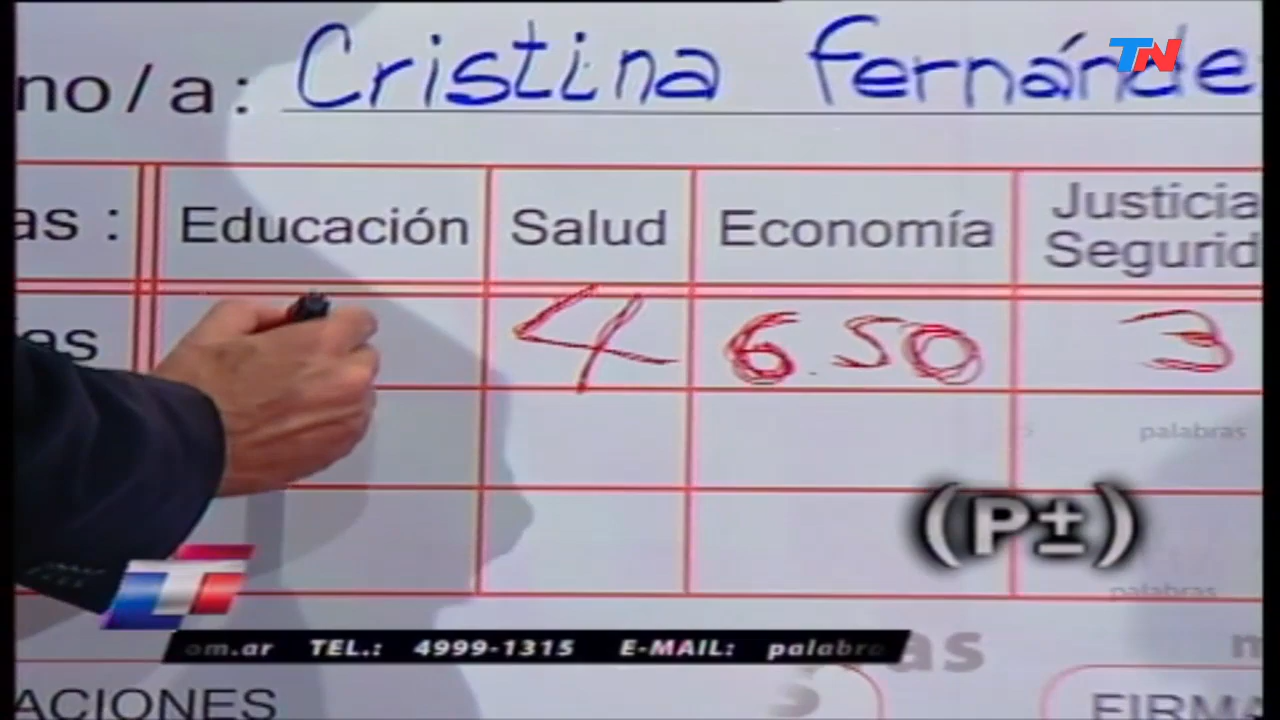 TN
no/a: Cristina Fernánde
as : Educación Salud Economía Justicia
Segurid
as 4 6.50 3
palabras
(P±)
palabras
om.ar TEL.: 4999-1315 E-MAIL: palabra
as
ACIONES FIRMA